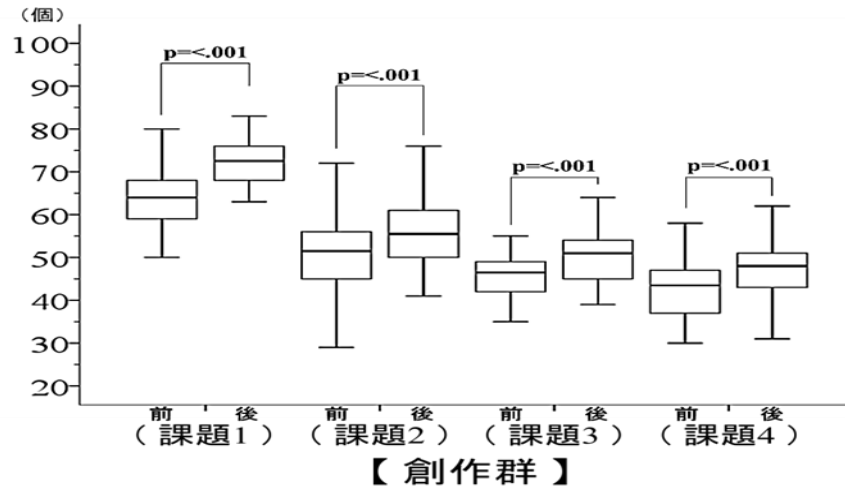 （個）
100
p=<.001
90
p=<.001
80
70
p=<.001
p=<.001
60
50
40
30
20
前 後 前 後 前 後 前 後
（課題1）（課題2）（課題3）（課題4）
【創作群】